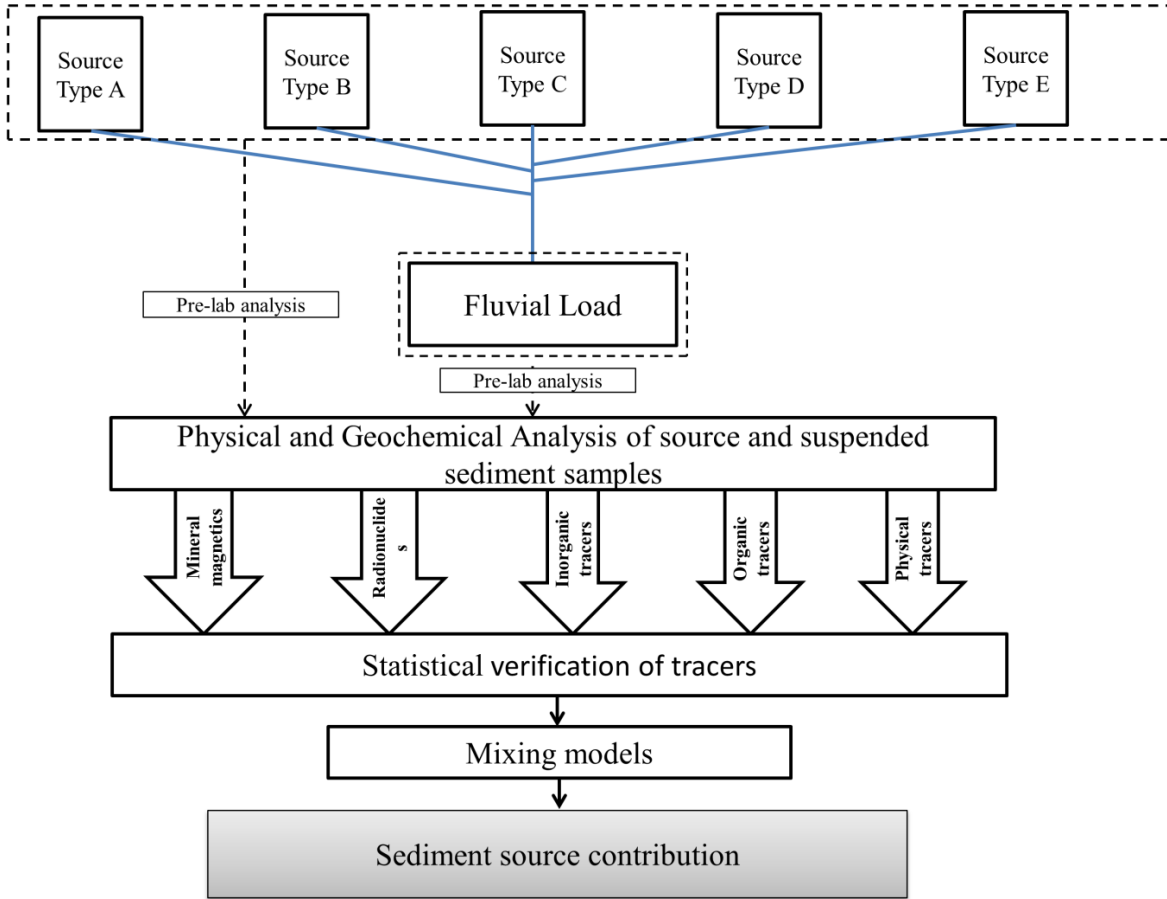 Source
Type A
Source
Type B
Source
Type C
Source
Type D
Source
Type E
Fluvial Load
Pre-lab analysis
Pre-lab analysis
Physical and Geochemical Analysis of source and suspended
sediment samples
Mineral
magnetics
Radionuclide
s
Inorganic
tracers
Organic
tracers
Physical
tracers
Statistical verification of tracers
Mixing models
Sediment source contribution